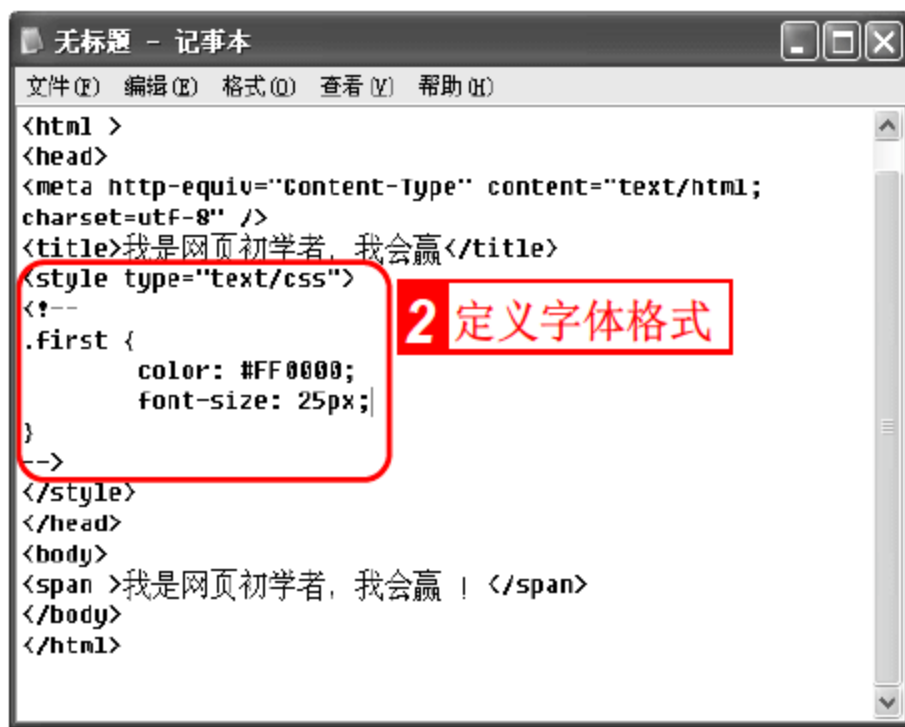 无标题 - 记事本
文件(F) 编辑(E) 格式(O) 查看(V) 帮助(H)
<html >
<head>
<meta http-equiv="Content-Type" content="text/html;
charset=utf-8" />
<title>我是网页初学者，我会赢</title>
<style type="text/css">
<!--
.first {
color: #FF0000;
font-size: 25px;
}
-->
</style>
</head>
<body>
<span >我是网页初学者，我会赢！</span>
</body>
</html>
2 定义字体格式